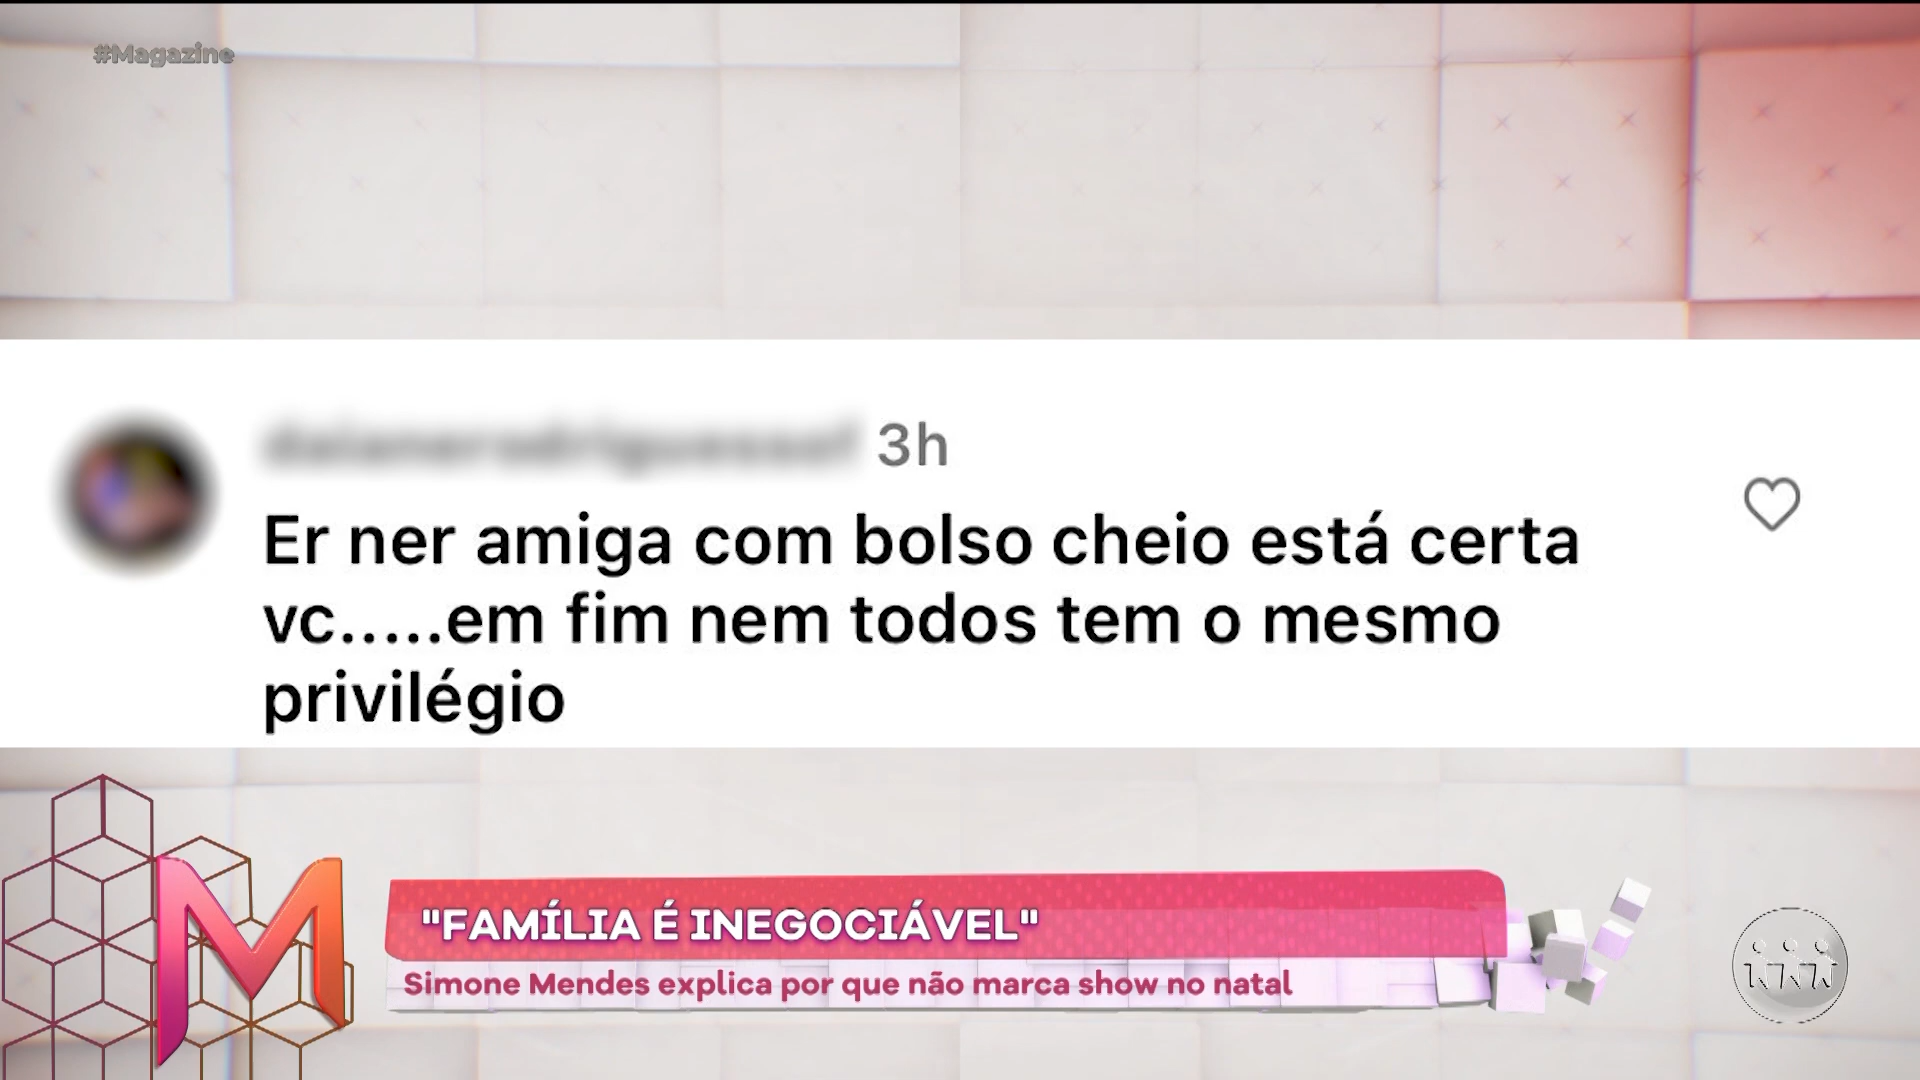 #Magazine
3h
Er ner amiga com bolso cheio está certa
vc.....em fim nem todos tem o mesmo
privilégio
M
"FAMÍLIA É INEGOCIÁVEL"
Simone Mendes explica por que não marca show no natal